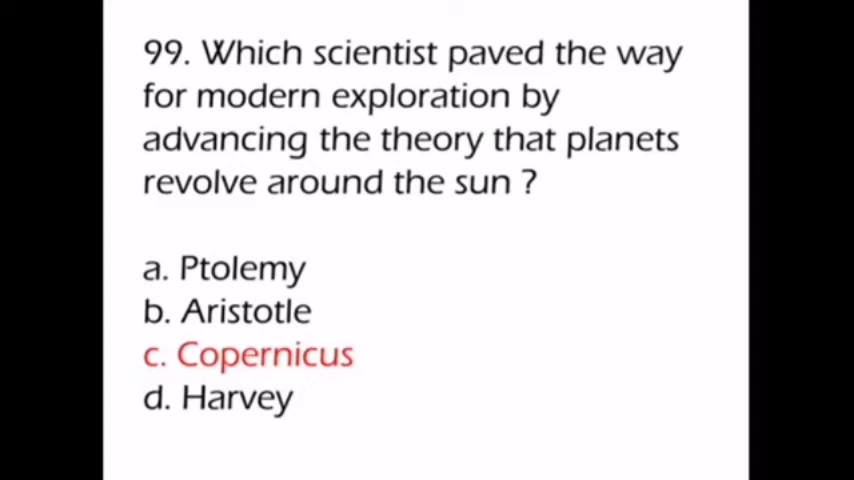 99. Which scientist paved the way
for modern exploration by
advancing the theory that planets
revolve around the sun ?
a. Ptolemy
b. Aristotle
c. Copernicus
d. Harvey